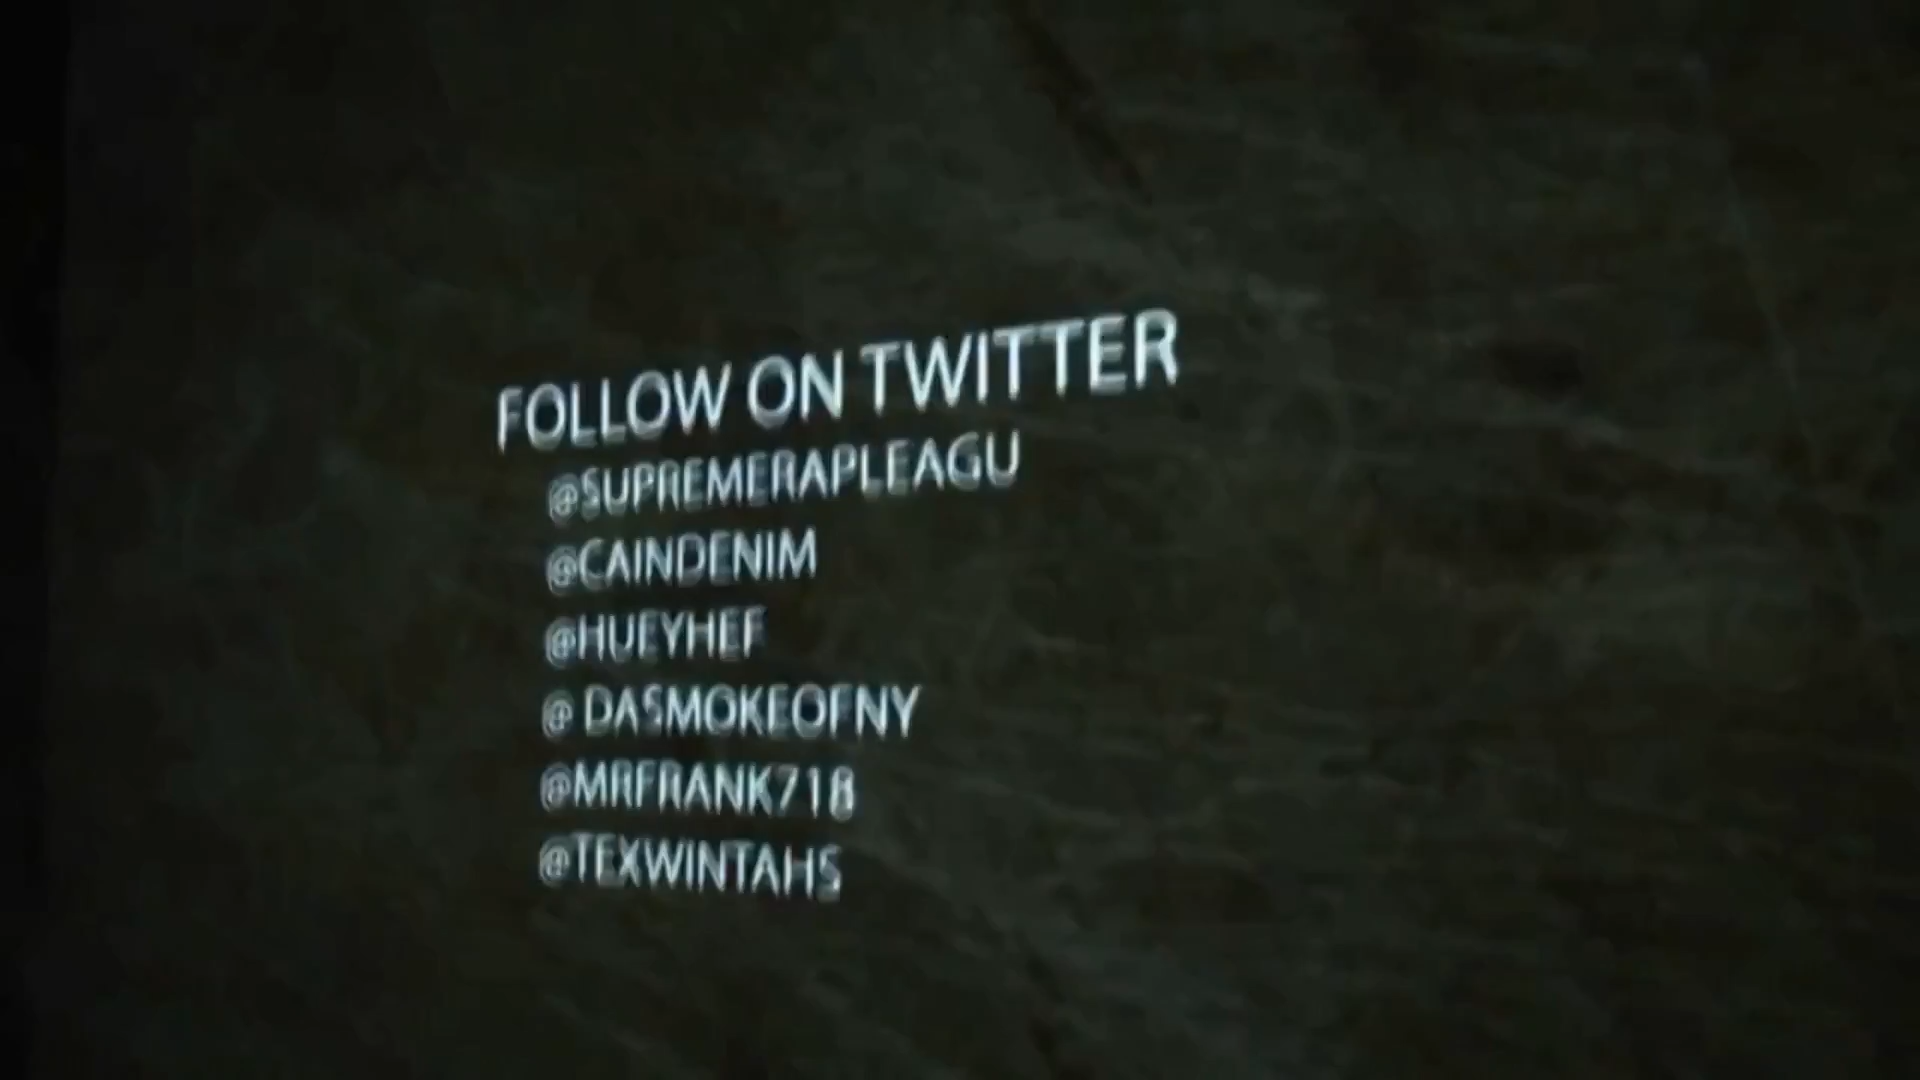 FOLLOW ON TWITTER
@SUPREMERAPLEAGU
@CAINDENIM
@HUEYHEF
@ DASMOKEOFNY
@MRFRANK718
@TEXWINTAHS